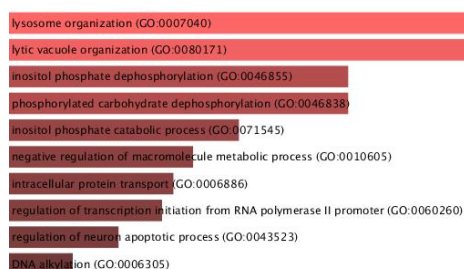 lysosome organization (GO:0007040)
lytic vacuole organization (GO:0080171)
inositol phosphate dephosphorylation (GO:0046855)
phosphorylated carbohydrate dephosphorylation (GO:0046838)
inositol phosphate catabolic process (GO:0071545)
negative regulation of macromolecule metabolic process (GO:0010605)
intracellular protein transport (GO:0006886)
regulation of transcription initiation from RNA polymerase II promoter (GO:0060260)
regulation of neuron apoptotic process (GO:0043523)
DNA alkylation (GO:0006305)